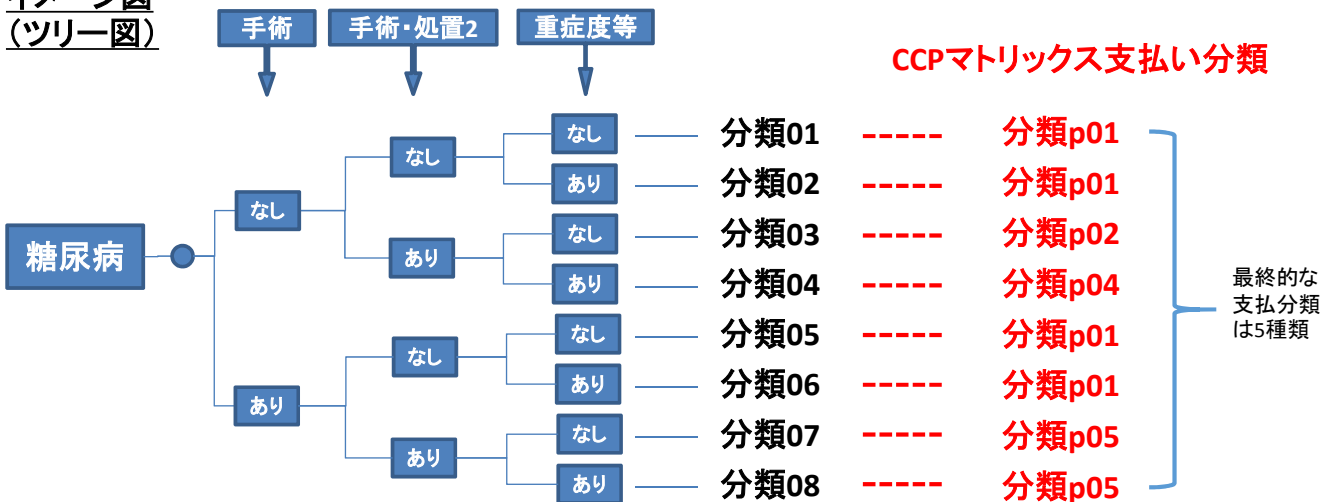 イメージ図
(ツリー図)
手術
手術・処置2
重症度等
CCPマトリックス支払い分類
糖尿病
なし
あり
なし
あり
なし
あり
なし
あり
なし
あり
なし
あり
なし
あり
分類01 ----- 分類p01
分類02 ----- 分類p01
分類03 ----- 分類p02
分類04 ----- 分類p04
分類05 ----- 分類p01
分類06 ----- 分類p01
分類07 ----- 分類p05
分類08 ----- 分類p05
最終的な
支払分類
は5種類